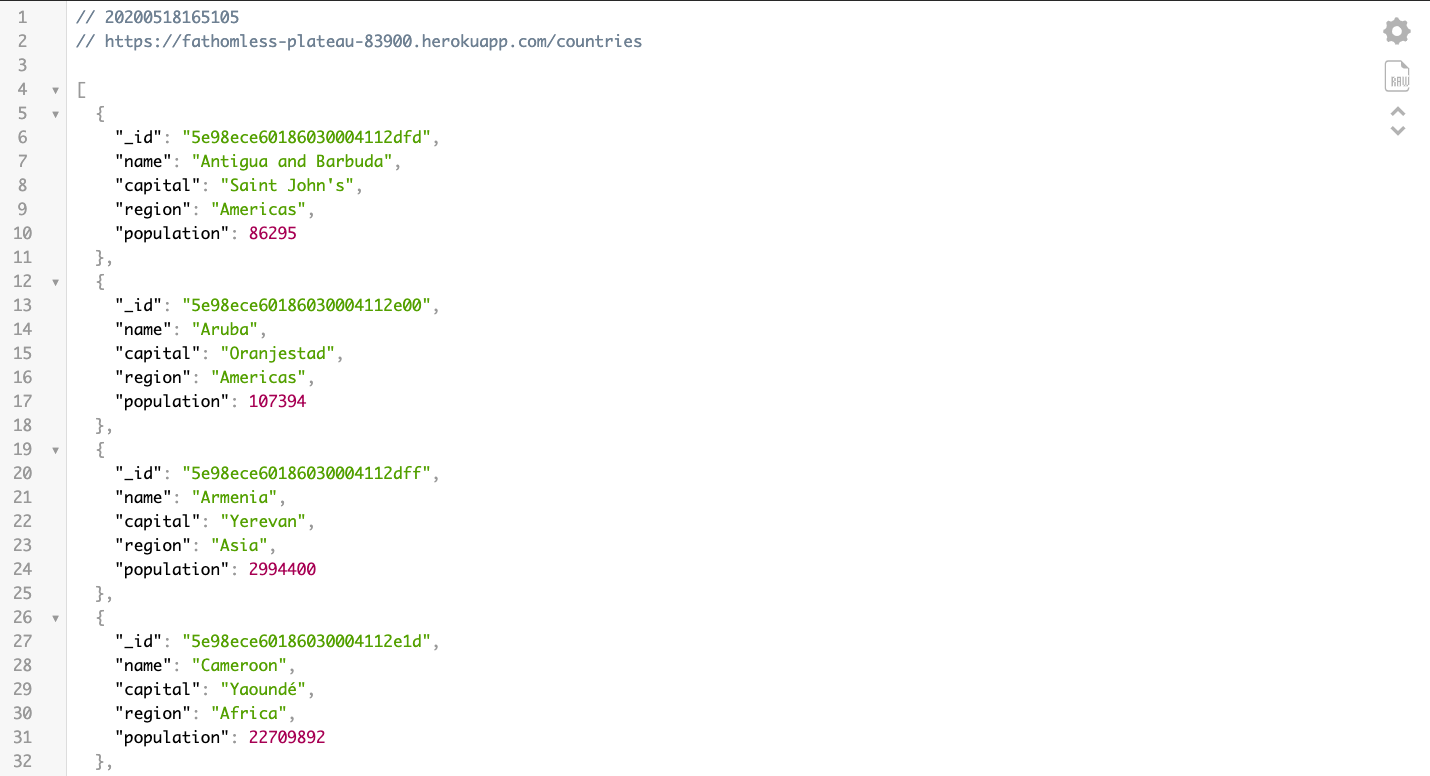 1 // 20200518165105
2 // https://fathomless-plateau-83900.herokuapp.com/countries
3
4 [
5 {
6 "_id": "5e98ece60186030004112dfd",
7 "name": "Antigua and Barbuda",
8 "capital": "Saint John's",
9 "region": "Americas",
10 "population": 86295
11 },
12 {
13 "_id": "5e98ece60186030004112e00",
14 "name": "Aruba",
15 "capital": "Oranjestad",
16 "region": "Americas",
17 "population": 107394
18 },
19 {
20 "_id": "5e98ece60186030004112dff",
21 "name": "Armenia",
22 "capital": "Yerevan",
23 "region": "Asia",
24 "population": 2994400
25 },
26 {
27 "_id": "5e98ece60186030004112e1d",
28 "name": "Cameroon",
29 "capital": "Yaoundé",
30 "region": "Africa",
31 "population": 22709892
32 },
RAW